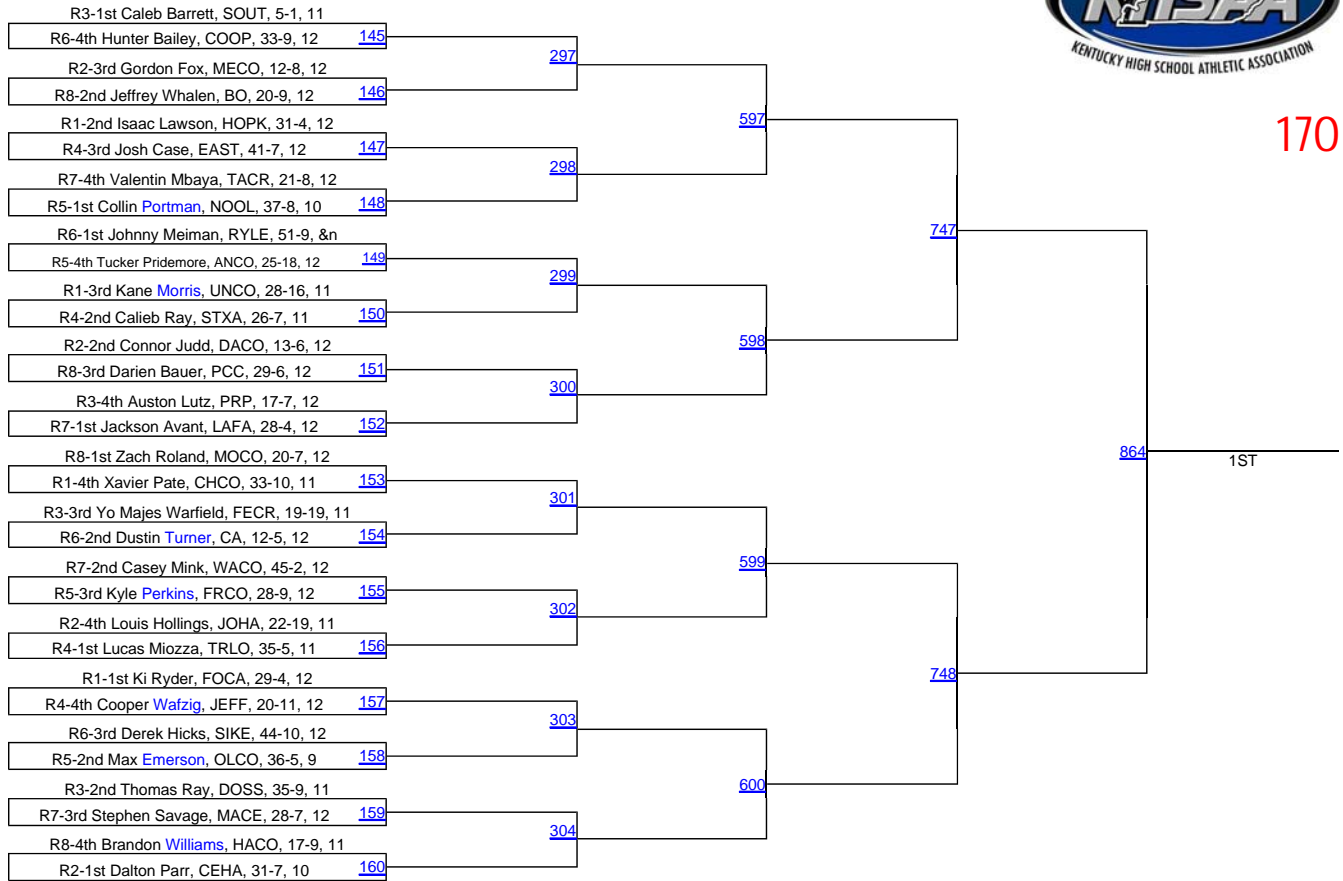 KHSAA
KENTUCKY HIGH SCHOOL ATHLETIC ASSOCIATION
170
R3-1st Caleb Barrett, SOUT, 5-1, 11
R6-4th Hunter Bailey, COOP, 33-9, 12 145
297
R2-3rd Gordon Fox, MECO, 12-8, 12
R8-2nd Jeffrey Whalen, BO, 20-9, 12 146
597
R1-2nd Isaac Lawson, HOPK, 31-4, 12
R4-3rd Josh Case, EAST, 41-7, 12 147
298
R7-4th Valentin Mbaya, TACR, 21-8, 12
R5-1st Collin Portman, NOOL, 37-8, 10 148
747
R6-1st Johnny Meiman, RYLE, 51-9, &n
R5-4th Tucker Pridemore, ANCO, 25-18, 12 149
299
R1-3rd Kane Morris, UNCO, 28-16, 11
R4-2nd Calieb Ray, STXA, 26-7, 11 150
598
R2-2nd Connor Judd, DACO, 13-6, 12
R8-3rd Darien Bauer, PCC, 29-6, 12 151
300
R3-4th Auston Lutz, PRP, 17-7, 12
R7-1st Jackson Avant, LAFA, 28-4, 12 152
864
1ST
R8-1st Zach Roland, MOCO, 20-7, 12
R1-4th Xavier Pate, CHCO, 33-10, 11 153
301
R3-3rd Yo Majes Warfield, FECR, 19-19, 11
R6-2nd Dustin Turner, CA, 12-5, 12 154
599
R7-2nd Casey Mink, WACO, 45-2, 12
R5-3rd Kyle Perkins, FRCO, 28-9, 12 155
302
R2-4th Louis Hollings, JOHA, 22-19, 11
R4-1st Lucas Miozza, TRLO, 35-5, 11 156
748
R1-1st Ki Ryder, FOCA, 29-4, 12
R4-4th Cooper Wafzig, JEFF, 20-11, 12 157
303
R6-3rd Derek Hicks, SIKE, 44-10, 12
R5-2nd Max Emerson, OLCO, 36-5, 9 158
600
R3-2nd Thomas Ray, DOSS, 35-9, 11
R7-3rd Stephen Savage, MACE, 28-7, 12 159
304
R8-4th Brandon Williams, HACO, 17-9, 11
R2-1st Dalton Parr, CEHA, 31-7, 10 160